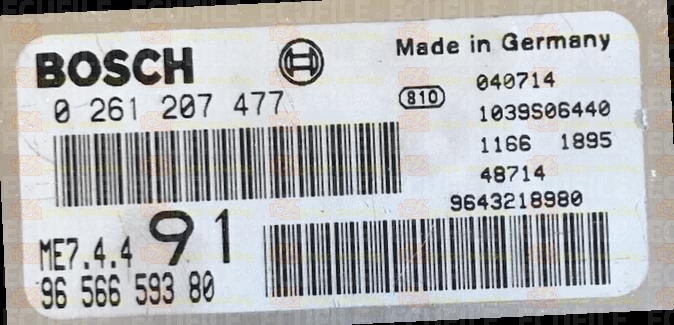 BOSCH
Made in Germany
0 261 207 477
810
040714
1039S06440
1166 1895
48714
9643218980
ME7.4.4 91
96 566 593 80